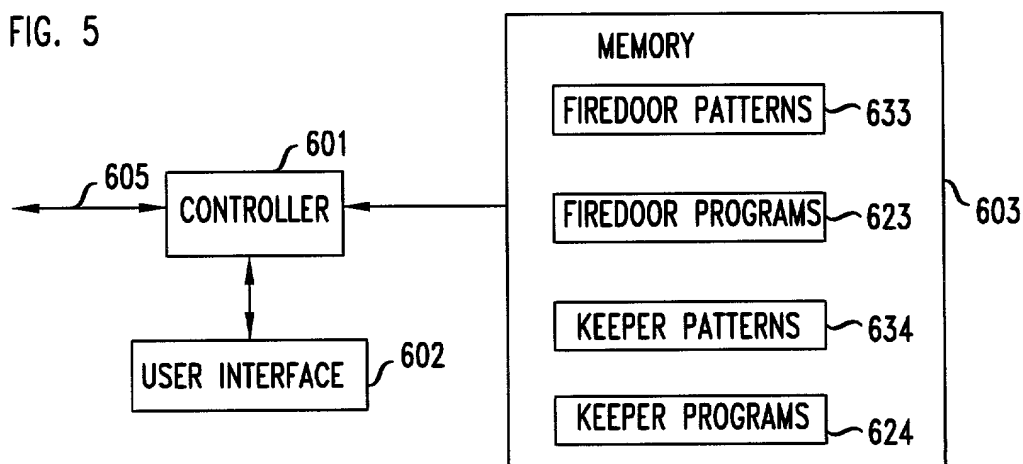 FIG. 5
MEMORY
FIREDOOR PATTERNS
633
601
605
CONTROLLER
FIREDOOR PROGRAMS
623
603
KEEPER PATTERNS
634
USER INTERFACE
602
KEEPER PROGRAMS
624